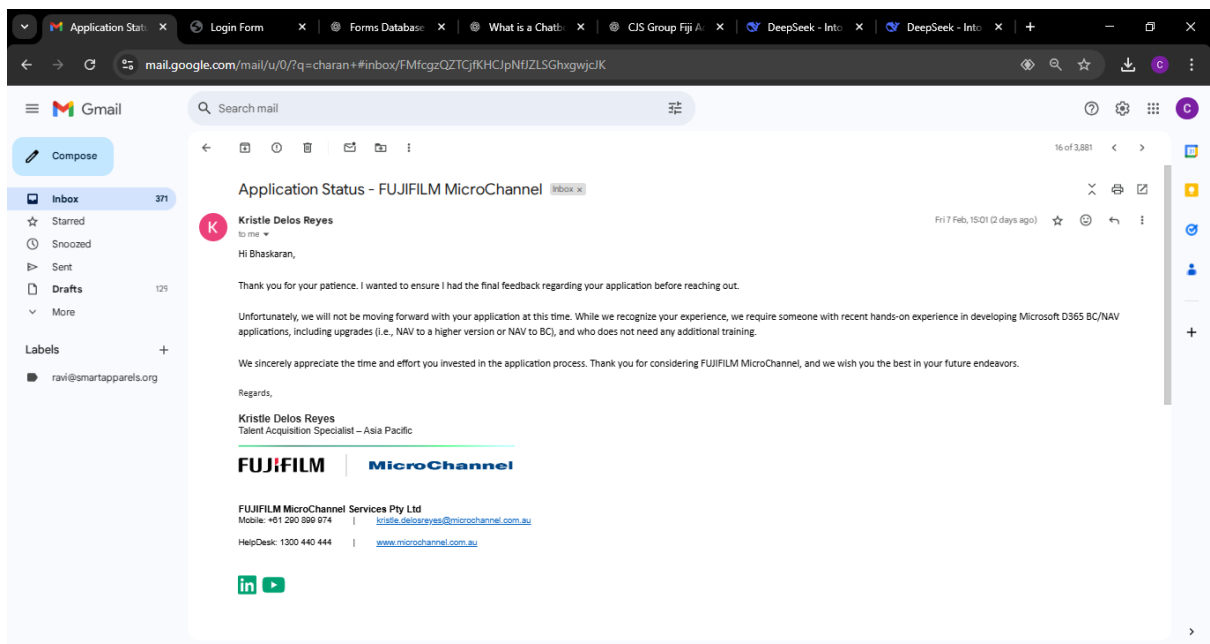 Application Statu
Login Form
Forms Database
What is a Chatb
CJS Group Fiji A
DeepSeek - Into
DeepSeek - Into
mail.google.com/mail/u/0/?q=charan+#inbox/FMfcgzQZTCjfKHCJpNfJZLSGhxgwjcJK
C
Gmail
Search mail
C
Compose
16 of 3,881
Inbox 371
Starred
Snoozed
Sent
Drafts 129
More
Labels
ravi@smartapparels.org
Application Status - FUJIFILM MicroChannel Inbox x
K
Kristle Delos Reyes
Fri 7 Feb, 15:01 (2 days ago)
to me
Hi Bhaskaran,
Thank you for your patience. I wanted to ensure I had the final feedback regarding your application before reaching out.
Unfortunately, we will not be moving forward with your application at this time. While we recognize your experience, we require someone with recent hands-on experience in developing Microsoft D365 BC/NAV
applications, including upgrades (i.e., NAV to a higher version or NAV to BC), and who does not need any additional training.
We sincerely appreciate the time and effort you invested in the application process. Thank you for considering FUJIFILM MicroChannel, and we wish you the best in your future endeavors.
Regards,
Kristle Delos Reyes
Talent Acquisition Specialist – Asia Pacific
FUJIFILM | MicroChannel
FUJIFILM MicroChannel Services Pty Ltd
Mobile: +61 290 899 974 | kristle.delosreyes@microchannel.com.au
HelpDesk: 1300 440 444 | www.microchannel.com.au
in